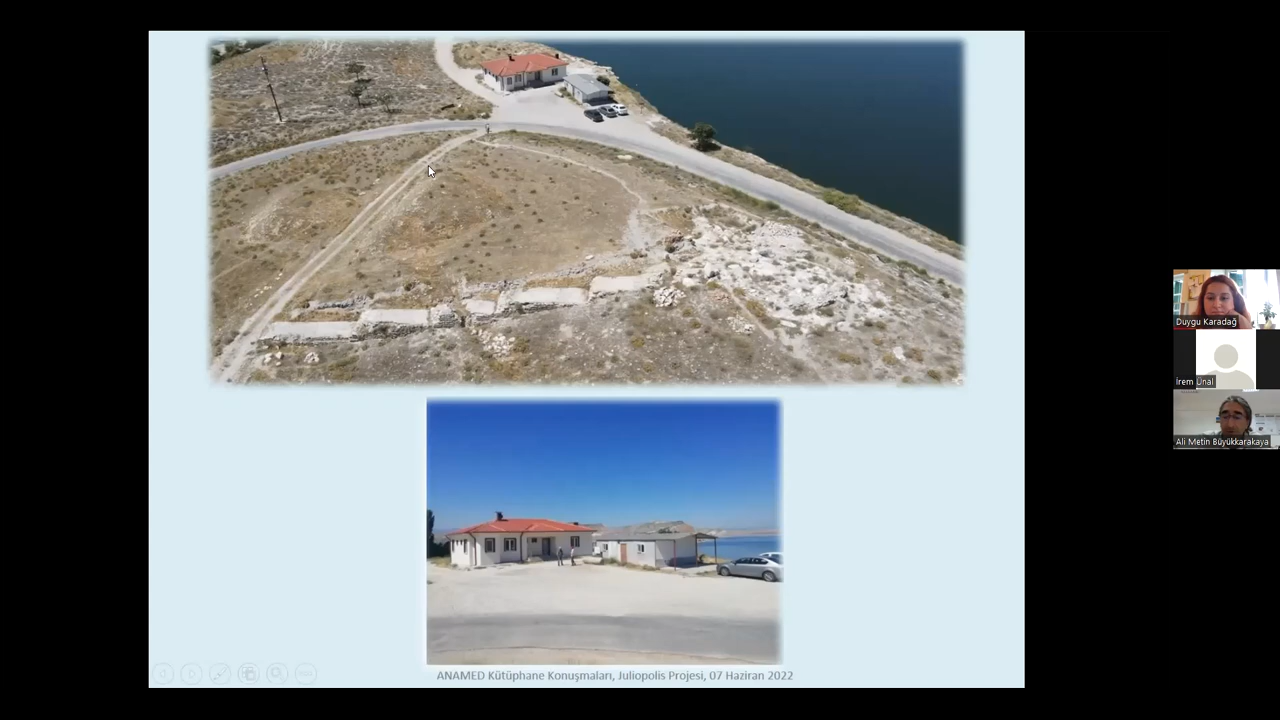 Duygu Karadağ
İrem Ünal
Ali Metin Büyükkarakaya
ANAMED Kütüphane Konuşmaları, Juliopolis Projesi, 07 Haziran 2022